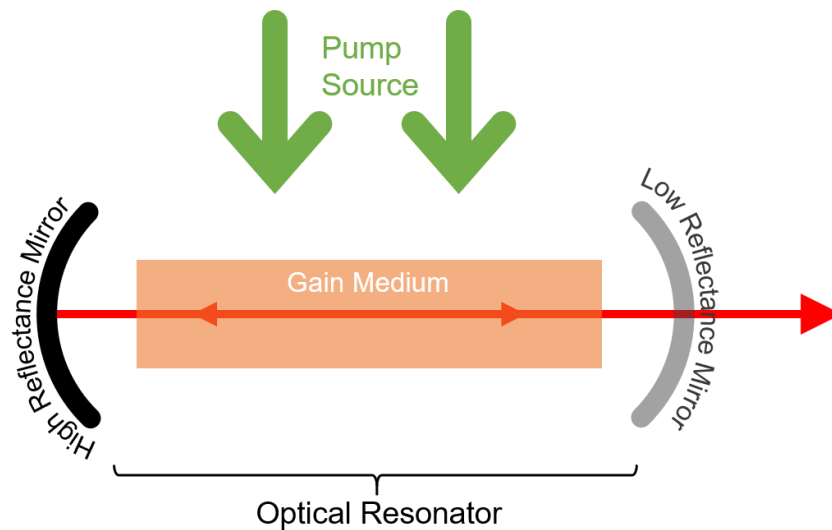 Pump
Source
High Reflectance Mirror
Gain Medium
Low Reflectance Mirror
Optical Resonator